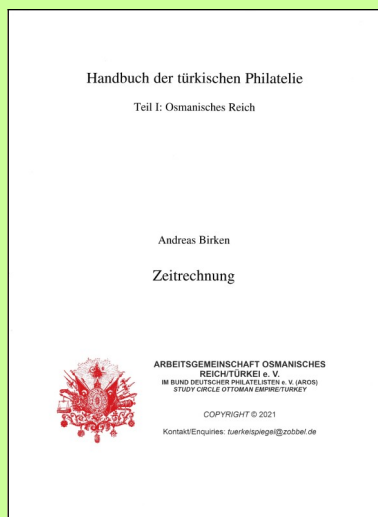 Handbuch der türkischen Philatelie
Teil I: Osmanisches Reich
Andreas Birken
Zeitrechnung
ARBEITSGEMEINSCHAFT OSMANISCHES
REICH/TÜRKEI e. V.
IM BUND DEUTSCHER PHILATELISTEN e. V. (AROS)
STUDY CIRCLE OTTOMAN EMPIRE/TURKEY
COPYRIGHT © 2021
Kontakt/Enquiries: tuerkeispiegel@zobbel.de